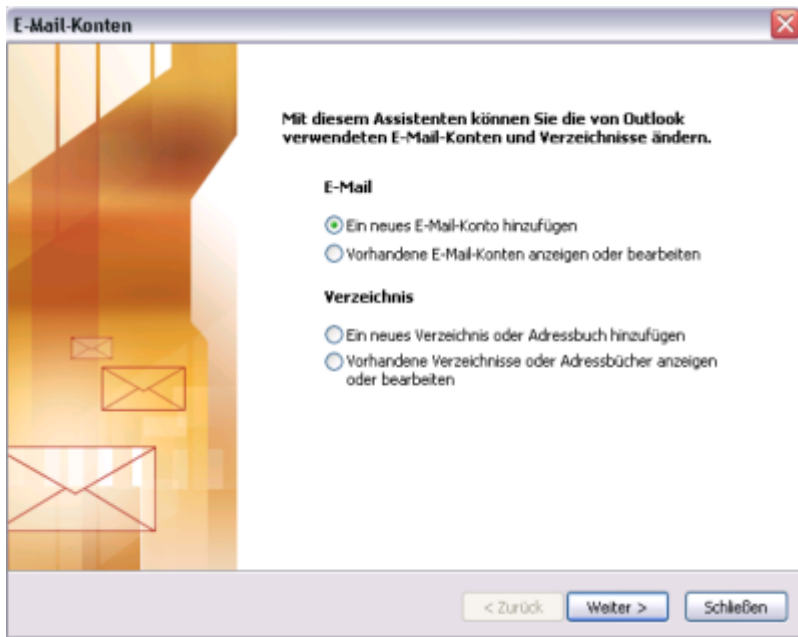 E-Mail-Konten
Mit diesem Assistenten können Sie die von Outlook
verwendeten E-Mail-Konten und Verzeichnisse ändern.
E-Mail
Ein neues E-Mail-Konto hinzufügen
Vorhandene E-Mail-Konten anzeigen oder bearbeiten
Verzeichnis
Ein neues Verzeichnis oder Adressbuch hinzufügen
Vorhandene Verzeichnisse oder Adressbücher anzeigen
oder bearbeiten
< Zurück Weiter > Schließen